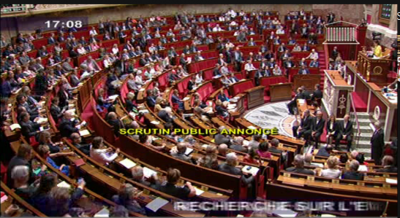 17:08
SCRUTIN PUBLIC ANNONCÉ
RECHERCHE SUR L'E